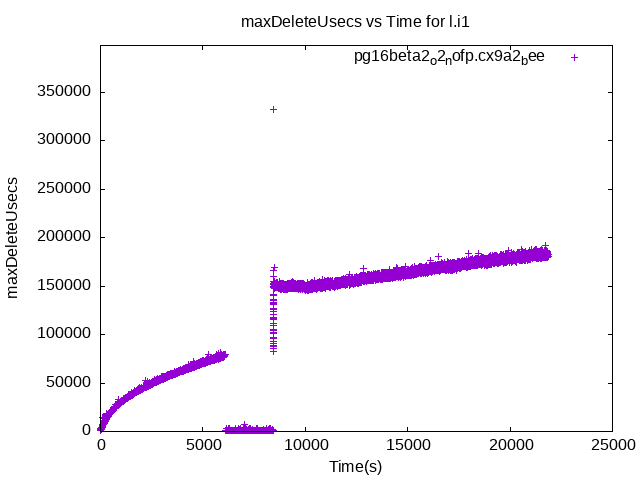 maxDeleteUsecs vs Time for l.i1
pg16beta2ₒ2ₙofp.cx9a2_bee
350000
300000
250000
200000
150000
100000
50000
0
maxDeleteUsecs
0 5000 10000 15000 20000 25000
Time(s)